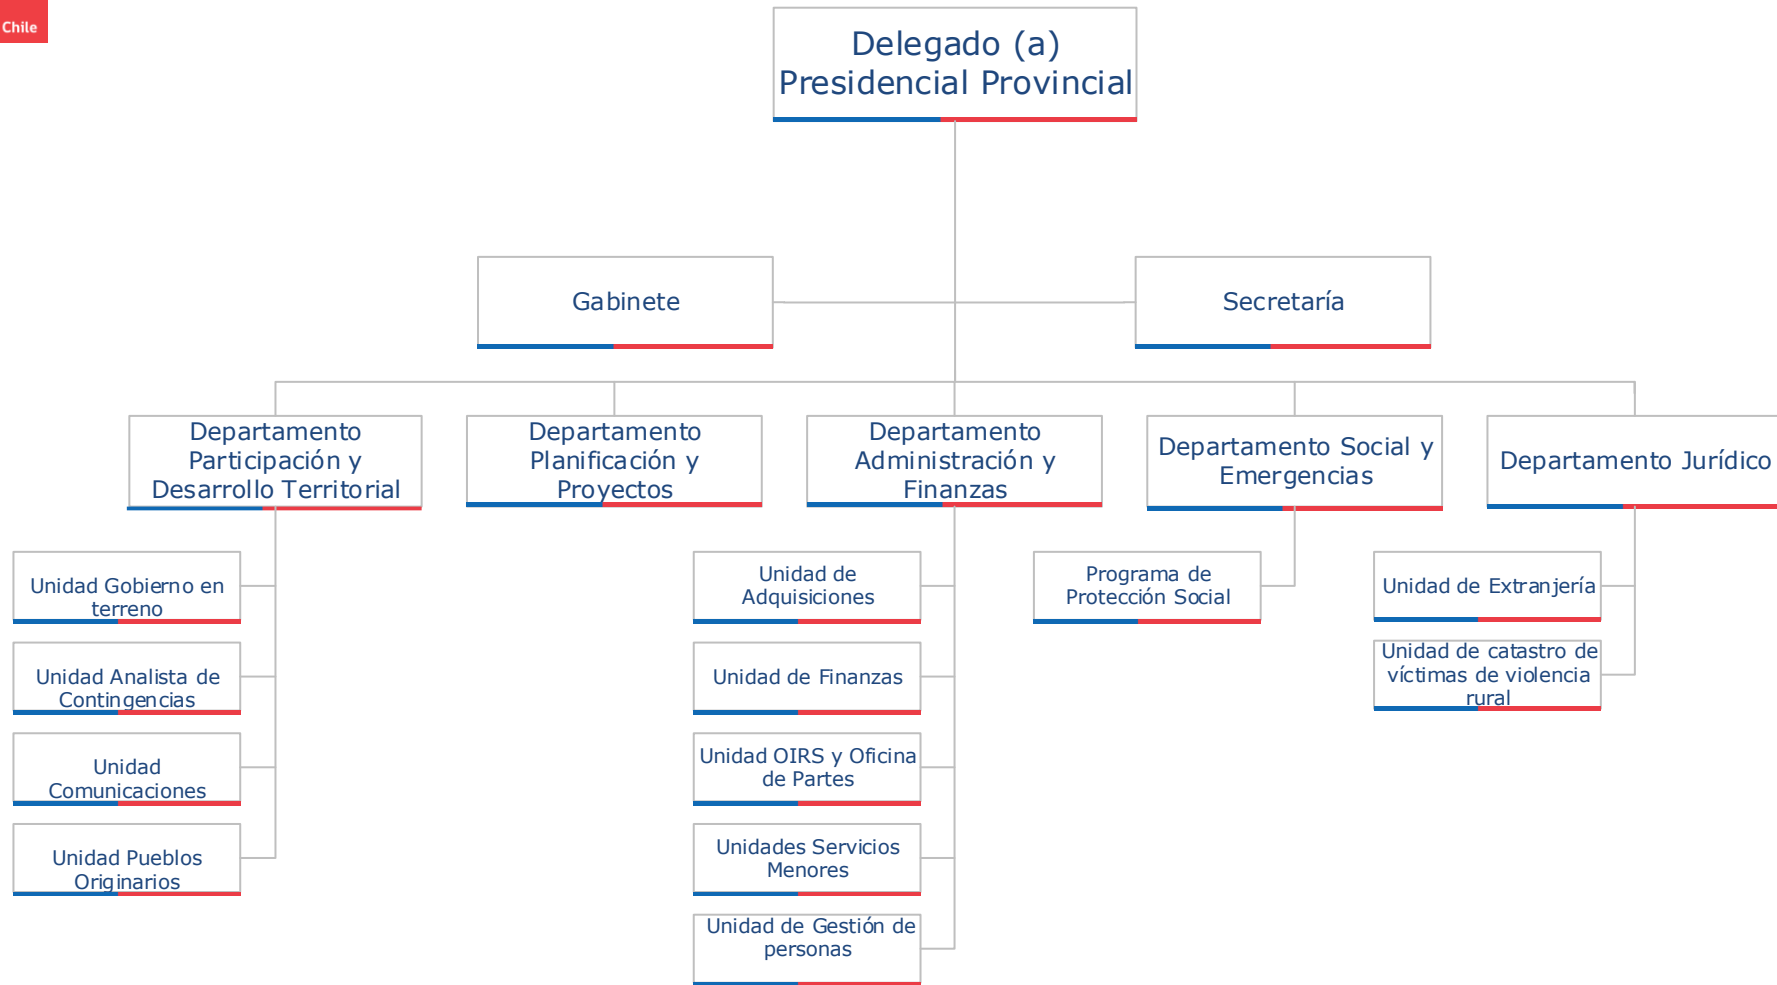 Chile
Delegado (a)
Presidencial Provincial
Gabinete
Secretaría
Departamento
Participación y
Desarrollo Territorial
Departamento
Planificación y
Proyectos
Departamento
Administración y
Finanzas
Departamento Social y
Emergencias
Departamento Jurídico
Unidad Gobierno en
terreno
Unidad Analista de
Contingencias
Unidad
Comunicaciones
Unidad Pueblos
Originarios
Unidad de
Adquisiciones
Unidad de Finanzas
Unidad OIRS y Oficina
de Partes
Unidades Servicios
Menores
Unidad de Gestión de
personas
Programa de
Protección Social
Unidad de Extranjería
Unidad de catastro de
víctimas de violencia
rural